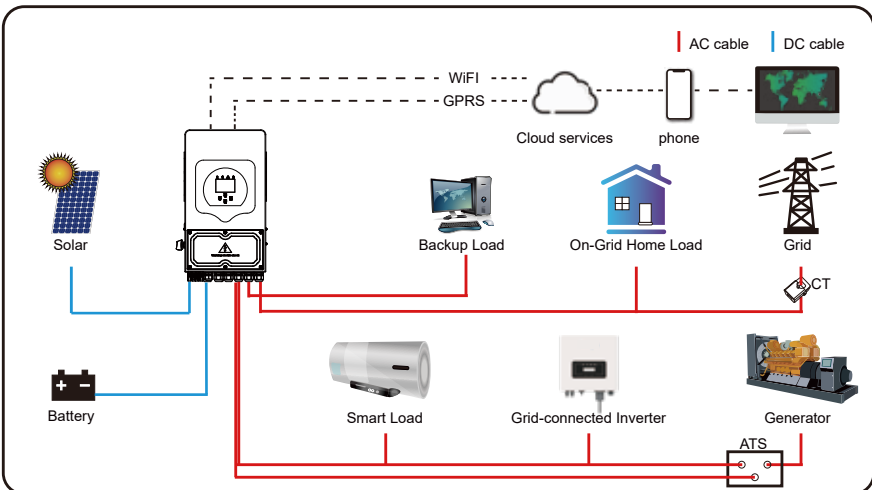 AC cable
DC cable
WiFI
GPRS
Cloud services
phone
Solar
Backup Load
On-Grid Home Load
Grid
CT
Battery
Smart Load
Grid-connected Inverter
Generator
ATS